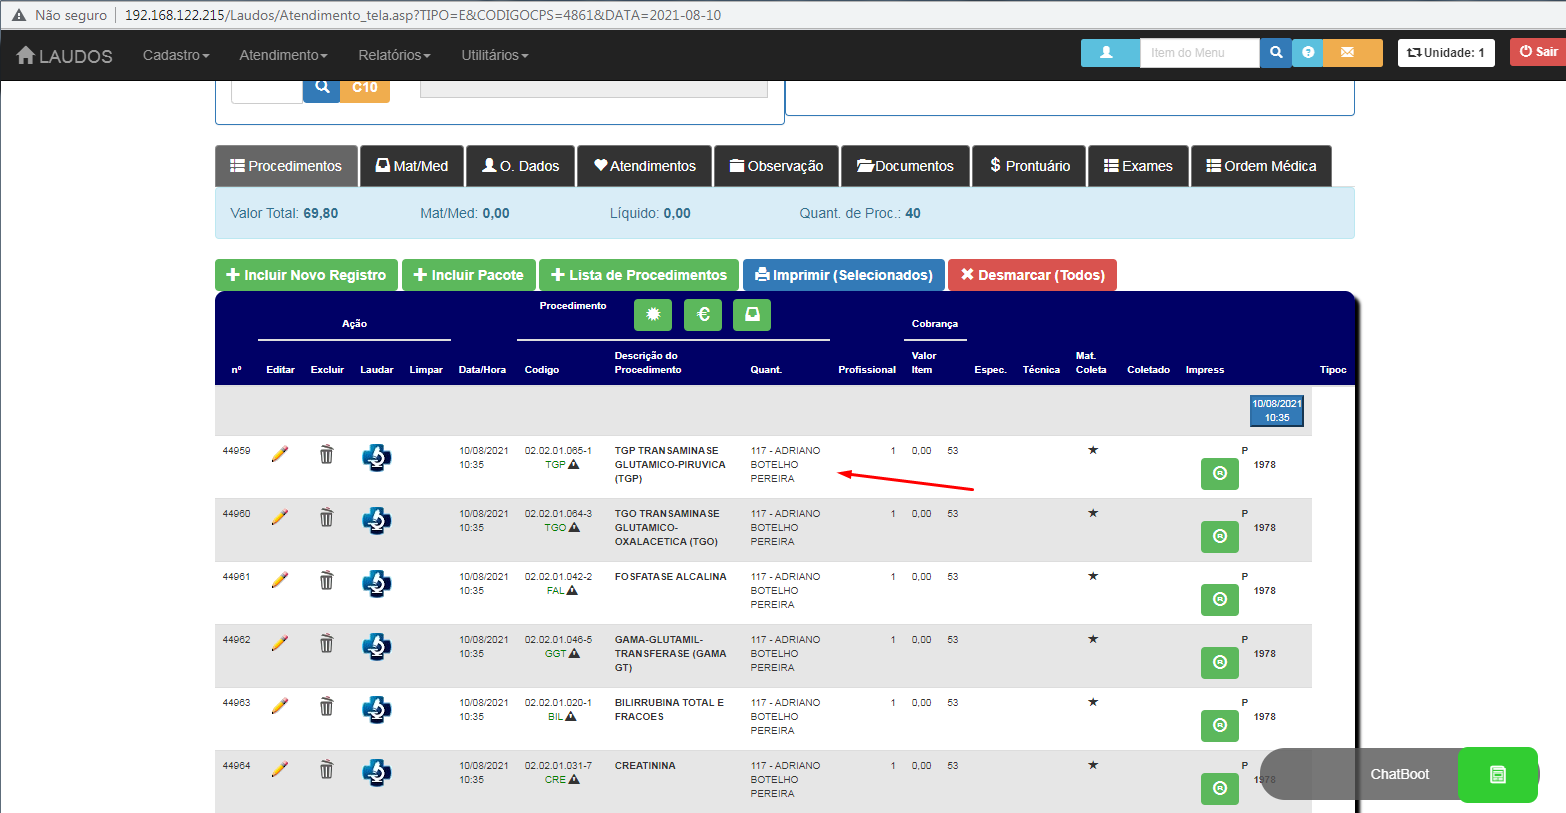 Não seguro 192.168.122.215/Laudos/Atendimento_tela.asp?TIPO=E&CODIGOCPS=4861&DATA=2021-08-10
LAUDOS Cadastro Atendimento Relatórios Utilitários Item do Menu Unidade: 1 Sair
C10
Procedimentos Mat/Med O. Dados Atendimentos Observação Documentos $ Prontuário Exames Ordem Médica
Valor Total: 69,80 Mat/Med: 0,00 Líquido: 0,00 Quant. de Proc.: 40
Incluir Novo Registro Incluir Pacote Lista de Procedimentos Imprimir (Selecionados) Desmarcar (Todos)
Procedimento €
Ação Cobrança
Descrição do Valor Mat.
nº Editar Excluir Laudar Limpar Data/Hora Codigo Procedimento Quant. Profissional Item Espec. Técnica Coleta Coletado Impress Tipoc
10/08/2021
10:35
44959 10/08/2021 02.02.01.065-1 TGP TRANSAMINASE 117 - ADRIANO 1 0,00 53 P
10:35 TGP GLUTAMICO-PIRUVICA BOTELHO ® 1978
(TGP) PEREIRA
44960 10/08/2021 02.02.01.064-3 TGO TRANSAMINASE 117 - ADRIANO 1 0,00 53 P
10:35 TGO GLUTAMICO- BOTELHO ® 1978
OXALACETICA (TGO) PEREIRA
44961 10/08/2021 02.02.01.042-2 FOSFATASE ALCALINA 117 - ADRIANO 1 0,00 53 P
10:35 FAL BOTELHO ® 1978
PEREIRA
44962 10/08/2021 02.02.01.046-5 GAMA-GLUTAMIL- 117 - ADRIANO 1 0,00 53 P
10:35 GGT TRANSFERASE (GAMA BOTELHO ® 1978
GT) PEREIRA
44963 10/08/2021 02.02.01.020-1 BILIRRUBINA TOTAL E 117 - ADRIANO 1 0,00 53 P
10:35 BIL FRACOES BOTELHO ® 1978
PEREIRA
44964 10/08/2021 02.02.01.031-7 CREATININA 117 - ADRIANO 1 0,00 53 P
10:35 CRE BOTELHO ® 1978
PEREIRA
ChatBoot